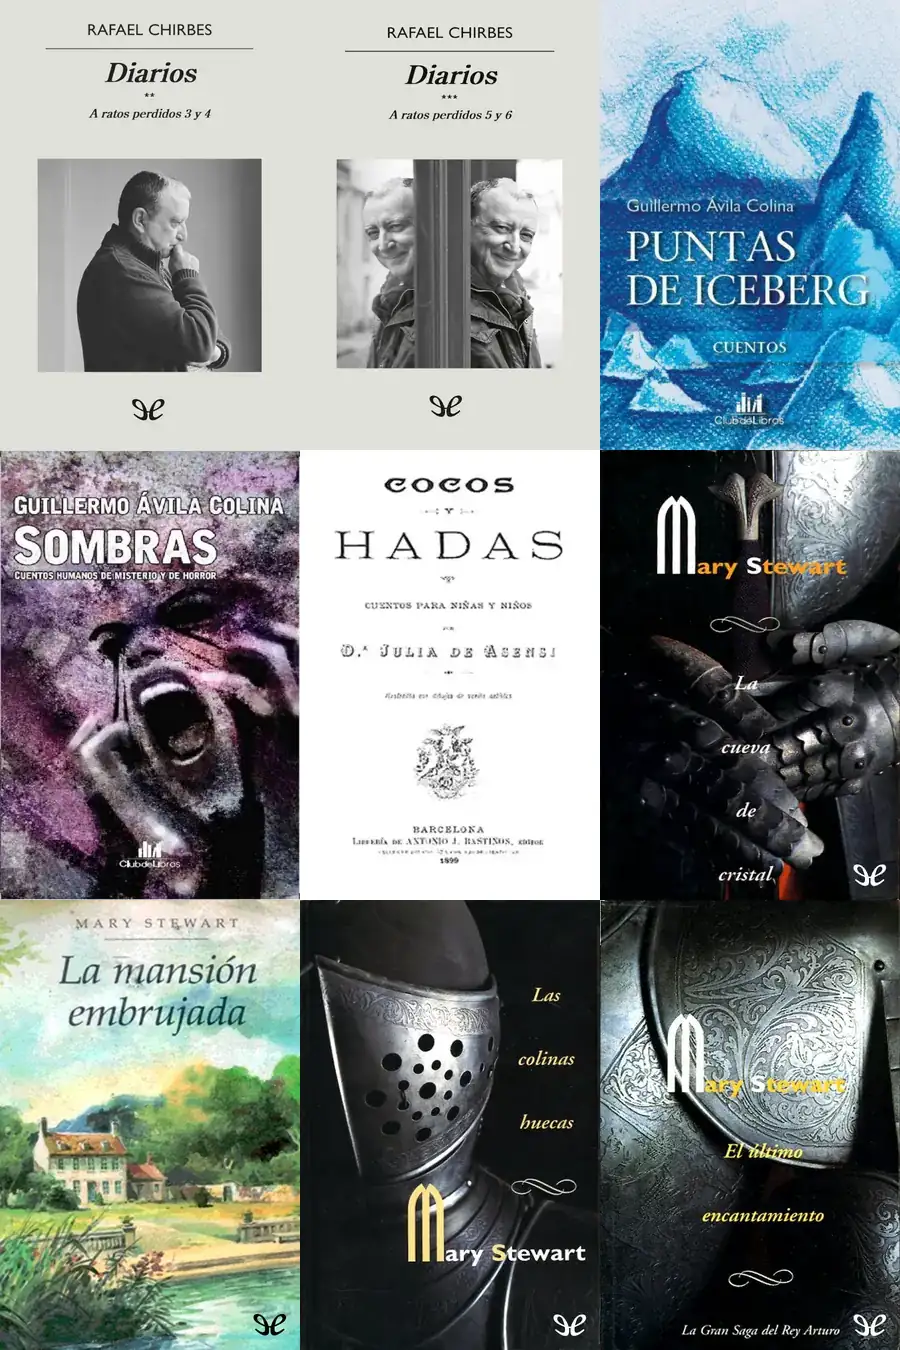 RAFAEL CHIRBES
Diarios
**
A ratos perdidos 3 y 4
RAFAEL CHIRBES
Diarios
***
A ratos perdidos 5 y 6
Guillermo Ávila Colina
PUNTAS
DE ICEBERG
CUENTOS
ClubdeLibros
GUILLERMO ÁVILA COLINA
SOMBRAS
CUENTOS HUMANOS DE MISTERIO Y DE HORROR
ClubdeLibros
COCOS
Y
HADAS
CUENTOS PARA NIÑAS Y NIÑOS
POR
D.ª JULIA DE ASENSI
BARCELONA
LIBRERÍA DE ANTONIO J. BASTINOS, EDITOR
1899
Mary Stewart
La
cueva
de
cristal
MARY STEWART
La mansión
embrujada
Las
colinas
huecas
Mary Stewart
Mary Stewart
El último
encantamiento
La Gran Saga del Rey Arturo